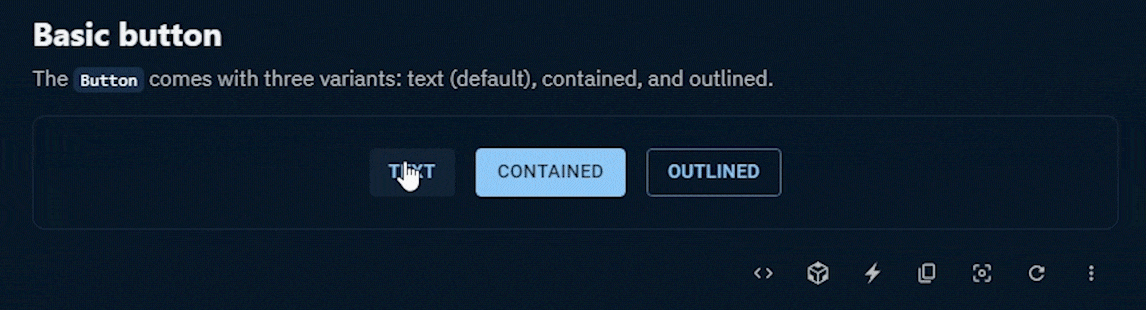 Basic button
The Button comes with three variants: text (default), contained, and outlined.
TEXT CONTAINED OUTLINED